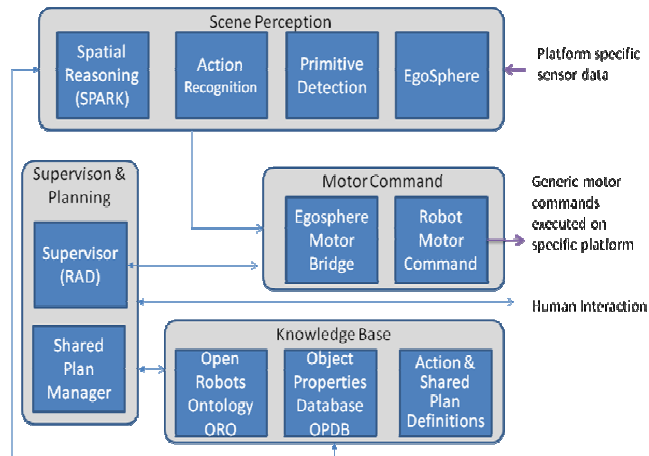 Scene Perception
Spatial
Reasoning
(SPARK)
Action
Recognition
Primitive
Detection
EgoSphere
Platform specific
sensor data
Supervison &
Planning
Supervisor
(RAD)
Shared
Plan
Manager
Motor Command
Egosphere
Motor
Bridge
Robot
Motor
Command
Generic motor
commands
executed on
specific platform
Human Interaction
Knowledge Base
Open
Robots
Ontology
ORO
Object
Properties
Database
OPDB
Action &
Shared
Plan
Definitions